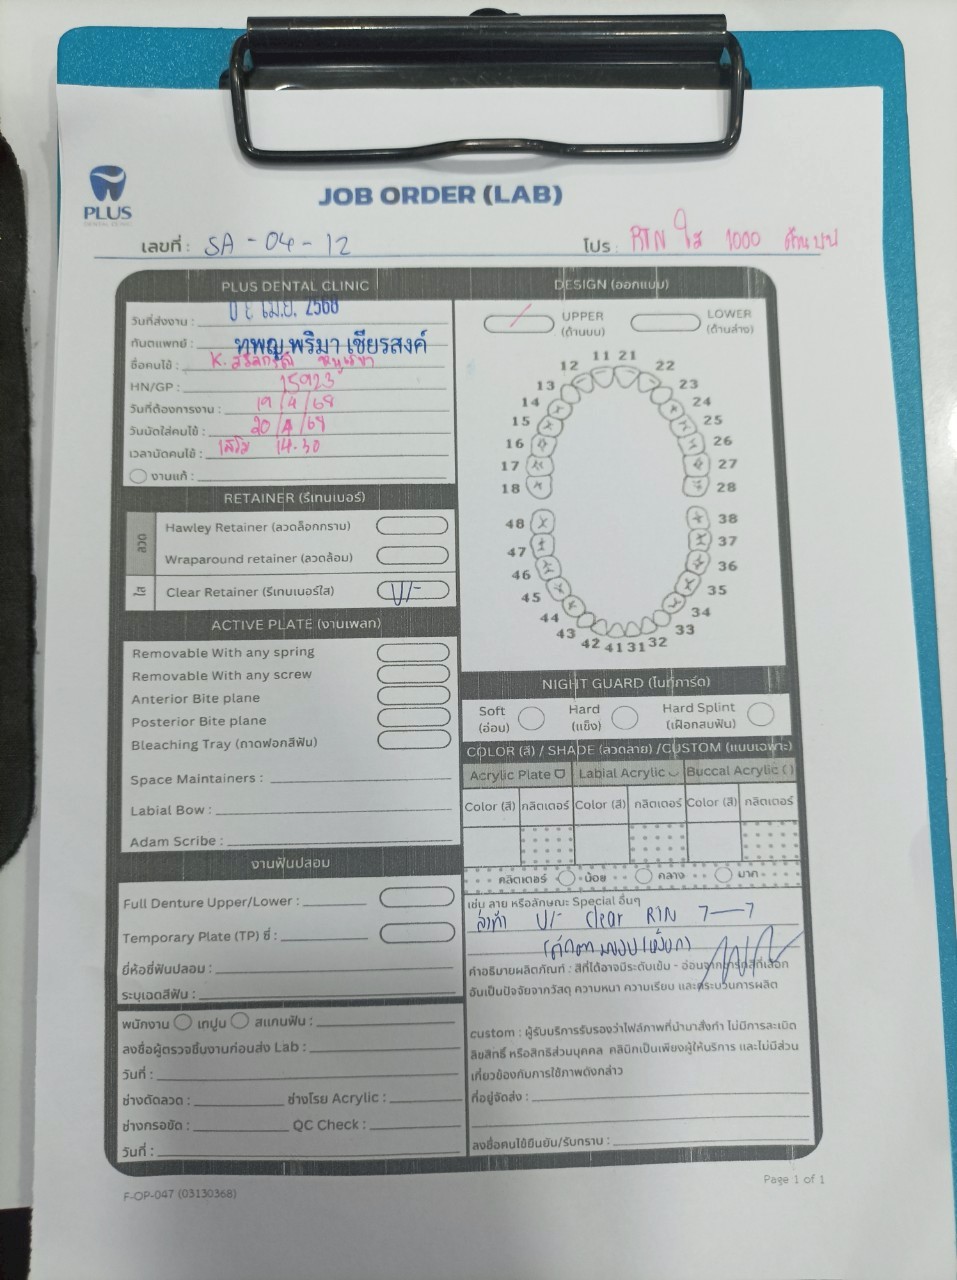 PLUS
DENTAL CLINIC
JOB ORDER (LAB)
เลขที่ : SA - 04 - 12
โปร : RTN ใส 1000 ด้านบน
PLUS DENTAL CLINIC
วันที่ส่งงาน : 08 เม.ย. 2568
ทันตแพทย์ : ทพญ.พริมา เชียรสงค์
ชื่อคนไข้ : K.
HN/GP : 15923
วันที่ต้องการงาน : 19/4/68
วันนัดใส่คนไข้ : 20/4/68
เวลานัดคนไข้ : 14.30
งานแก้ :
DESIGN (ออกแบบ)
UPPER
(ด้านบน)
LOWER
(ด้านล่าง)
11 21
12 22
13 23
14 24
15 25
16 26
17 27
18 28
48 38
47 37
46 36
45 35
44 34
43 33
42 41 31 32
RETAINER (รีเทนเนอร์)
ลวด
Hawley Retainer (ลวดล็อกกราม)
Wraparound retainer (ลวดล้อม)
ใส
Clear Retainer (รีเทนเนอร์ใส) U/-
ACTIVE PLATE (งานเพลท)
Removable With any spring
Removable With any screw
Anterior Bite plane
Posterior Bite plane
Bleaching Tray (ถาดฟอกสีฟัน)
Space Maintainers :
Labial Bow :
Adam Scribe :
NIGHT GUARD (ไนท์การ์ด)
Soft
(อ่อน)
Hard
(แข็ง)
Hard Splint
(เฝือกสบฟัน)
COLOR (สี) / SHADE (ลวดลาย) /CUSTOM (แบบเฉพาะ)
Acrylic Plate Labial Acrylic Buccal Acrylic ( )
Color (สี) กลิตเตอร์ Color (สี) กลิตเตอร์ Color (สี) กลิตเตอร์
คลิตเตอร์ น้อย กลาง มาก
งานฟันปลอม
Full Denture Upper/Lower :
Temporary Plate (TP) ซี่ :
ยี่ห้อซี่ฟันปลอม :
ระบุเฉดสีฟัน :
เช่น ลาย หรือลักษณะ Special อื่นๆ
U/- clear RTN 7—7
(ตัดตามขอบเหงือก)
คำอธิบายผลิตภัณฑ์ : สีที่ได้อาจมีระดับเข้ม - อ่อนจากชาร์ทสีที่เลือก
อันเป็นปัจจัยจากวัสดุ ความหนา ความเรียบ และกระบวนการผลิต
custom : ผู้รับบริการรับรองว่าไฟล์ภาพที่นำมาสั่งทำ ไม่มีการละเมิด
ลิขสิทธิ์ หรือสิทธิส่วนบุคคล คลินิกเป็นเพียงผู้ให้บริการ และไม่มีส่วน
เกี่ยวข้องกับการใช้ภาพดังกล่าว
ที่อยู่จัดส่ง :
ลงชื่อคนไข้ยืนยัน/รับทราบ :
พนักงาน เทปูน สแกนฟัน :
ลงชื่อผู้ตรวจชิ้นงานก่อนส่ง Lab :
วันที่ :
ช่างดัดลวด : ช่างโรย Acrylic :
ช่างกรอขัด : QC Check :
วันที่ :
F-OP-047 (03130368)
Page 1 of 1